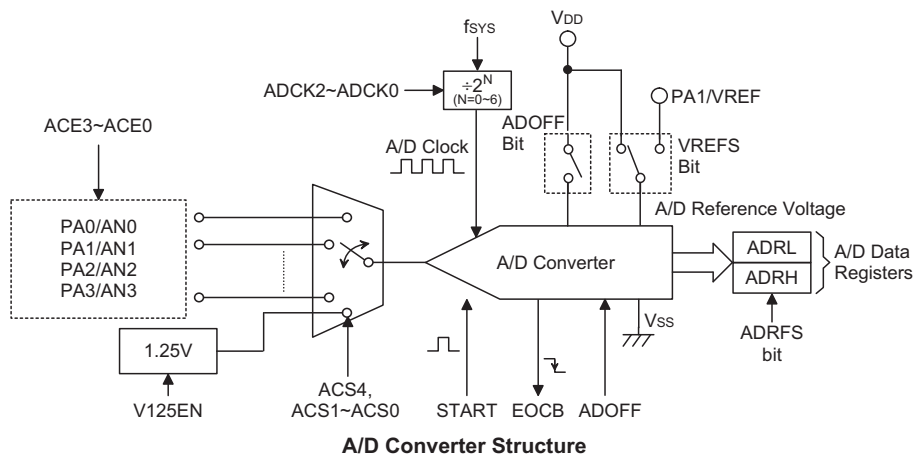 fSYS
VDD
ADCK2~ADCK0
÷2^N
(N=0~6)
PA1/VREF
ACE3~ACE0
A/D Clock
ADOFF
Bit
VREFS
Bit
PA0/AN0
PA1/AN1
PA2/AN2
PA3/AN3
A/D Reference Voltage
A/D Converter
ADRL
ADRH
A/D Data
Registers
1.25V
VSS
ADRFS
bit
V125EN
ACS4,
ACS1~ACS0
START
EOCB
ADOFF
A/D Converter Structure